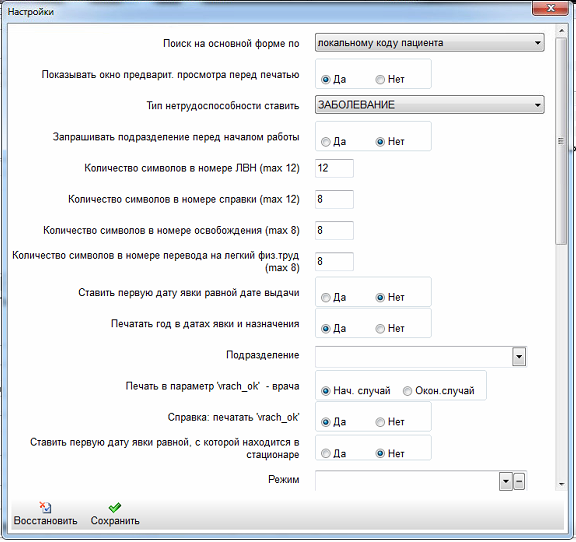 Настройки
Поиск на основной форме по локальному коду пациента
Показывать окно предварит. просмотра перед печатью Да Нет
Тип нетрудоспособности ставить ЗАБОЛЕВАНИЕ
Запрашивать подразделение перед началом работы Да Нет
Количество символов в номере ЛВН (max 12) 12
Количество символов в номере справки (max 12) 8
Количество символов в номере освобождения (max 8) 8
Количество символов в номере перевода на легкий физ.труд
(max 8) 8
Ставить первую дату явки равной дате выдачи Да Нет
Печатать год в датах явки и назначения Да Нет
Подразделение
Печать в параметр 'vrach_ok' - врача Нач. случай Окон.случай
Справка: печатать 'vrach_ok' Да Нет
Ставить первую дату явки равной, с которой находится в
стационаре Да Нет
Режим
Восстановить Сохранить